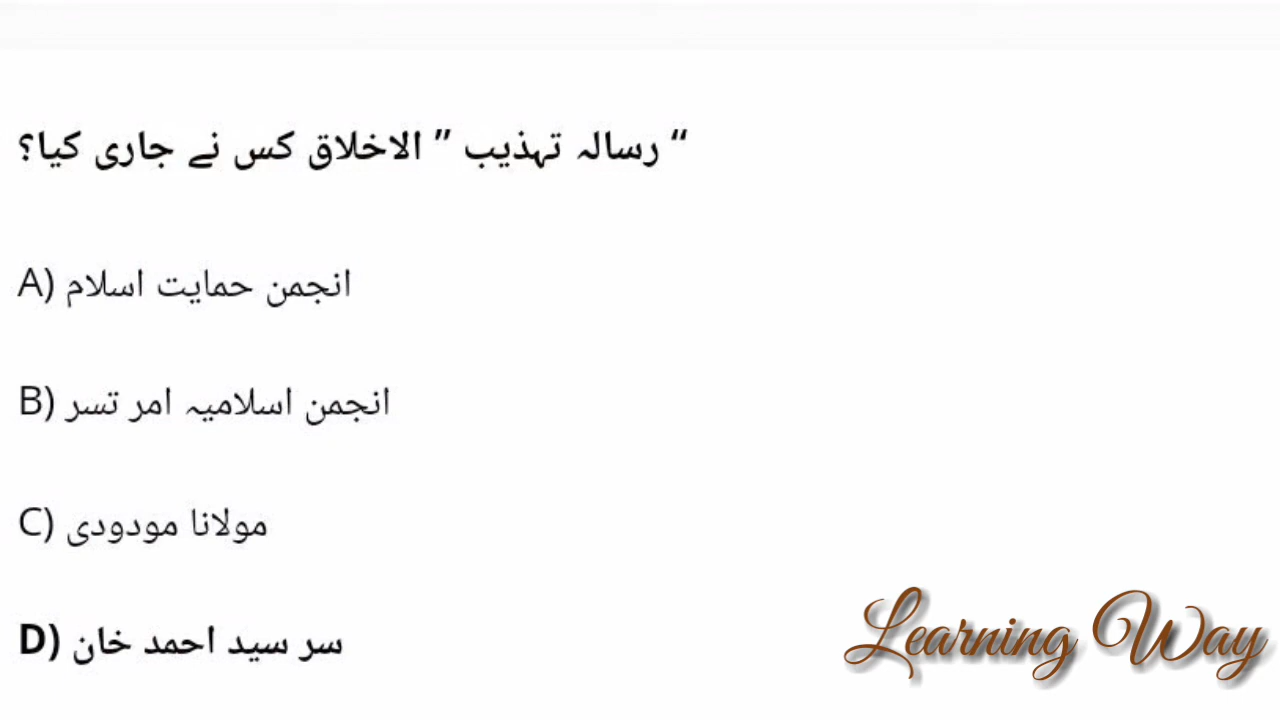 “ رسالہ تہذیب ” الاخلاق کس نے جاری کیا؟
A) انجمن حمایت اسلام
B) انجمن اسلامیہ امر تسر
C) مولانا مودودی
D) سر سید احمد خان
Learning Way